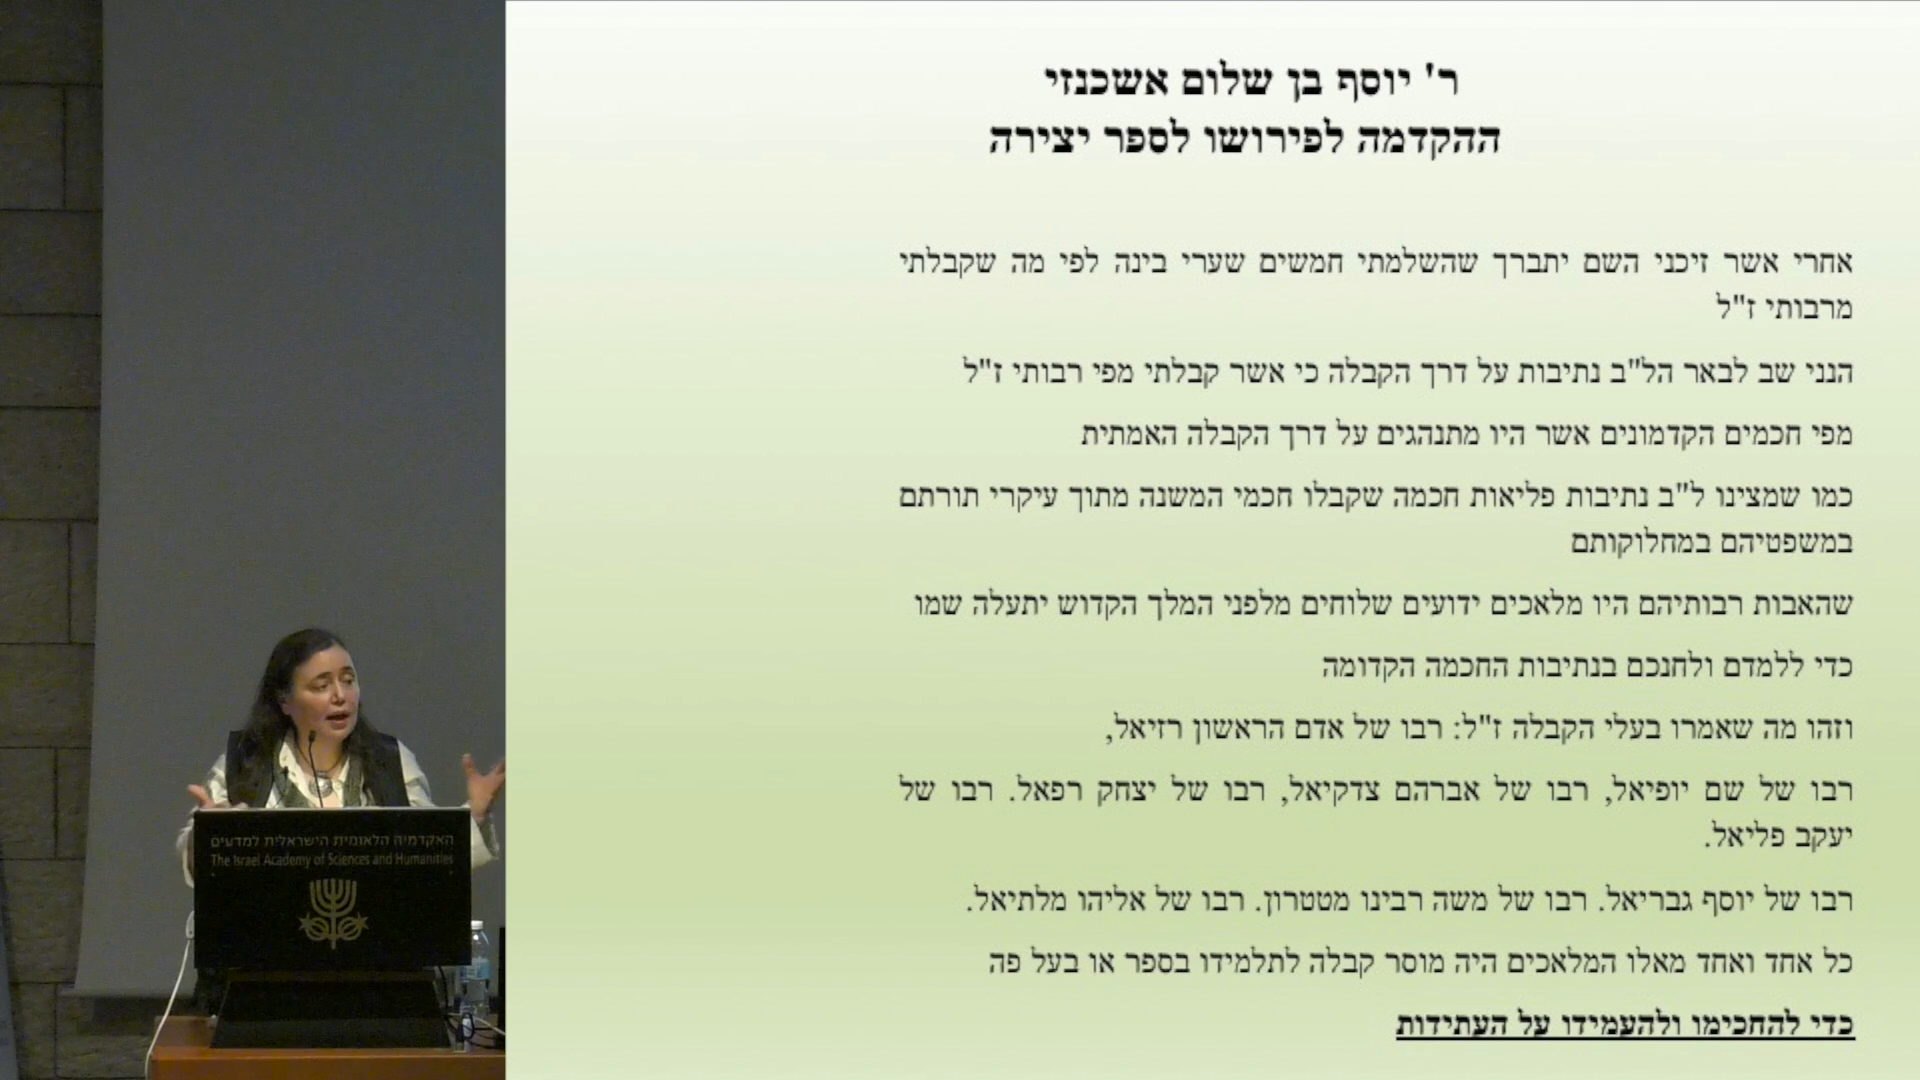 ר' יוסף בן שלום אשכנזי
ההקדמה לפירושו לספר יצירה
אחרי אשר זיכני השם יתברך שהשלמתי חמשים שערי בינה לפי מה שקבלתי
מרבותי ז"ל
הנני שב לבאר הל"ב נתיבות על דרך הקבלה כי אשר קבלתי מפי רבותי ז"ל
מפי חכמים הקדמונים אשר היו מתנהגים על דרך הקבלה האמתית
כמו שמצינו ל"ב נתיבות פליאות חכמה שקבלו חכמי המשנה מתוך עיקרי תורתם
במשפטיהם במחלוקותם
שהאבות רבותיהם היו מלאכים ידועים שלוחים מלפני המלך הקדוש יתעלה שמו
כדי ללמדם ולחנכם בנתיבות החכמה הקדומה
וזהו מה שאמרו בעלי הקבלה ז"ל: רבו של אדם הראשון רזיאל,
רבו של שם יופיאל, רבו של אברהם צדקיאל, רבו של יצחק רפאל. רבו של
יעקב פליאל.
רבו של יוסף גבריאל. רבו של משה רבינו מטטרון. רבו של אליהו מלתיאל.
כל אחד ואחד מאלו המלאכים היה מוסר קבלה לתלמידו בספר או בעל פה
כדי להחכימו ולהעמידו על העתידות
האקדמיה הלאומית הישראלית למדעים
The Israel Academy of Sciences and Humanities